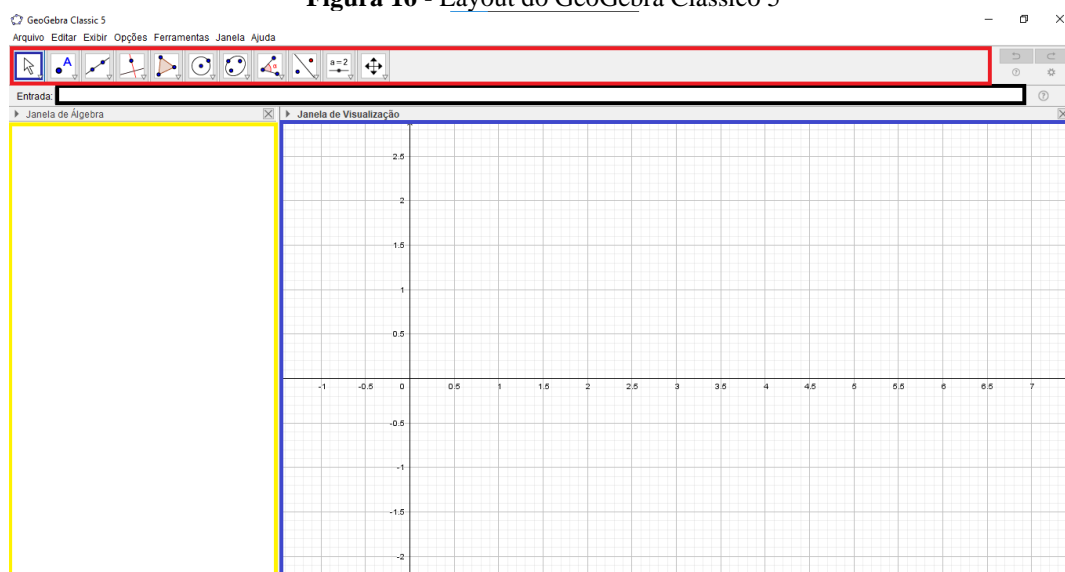 Figura 16 - Layout do GeoGebra Clássico 5
GeoGebra Classic 5
Arquivo Editar Exibir Opções Ferramentas Janela Ajuda
A α a=2
Entrada:
Janela de Álgebra Janela de Visualização
2.5
2
1.5
1
0.5
-1 -0.5 0 0.5 1 1.5 2 2.5 3 3.5 4 4.5 5 5.5 6 6.5 7
-0.5
-1
-1.5
-2